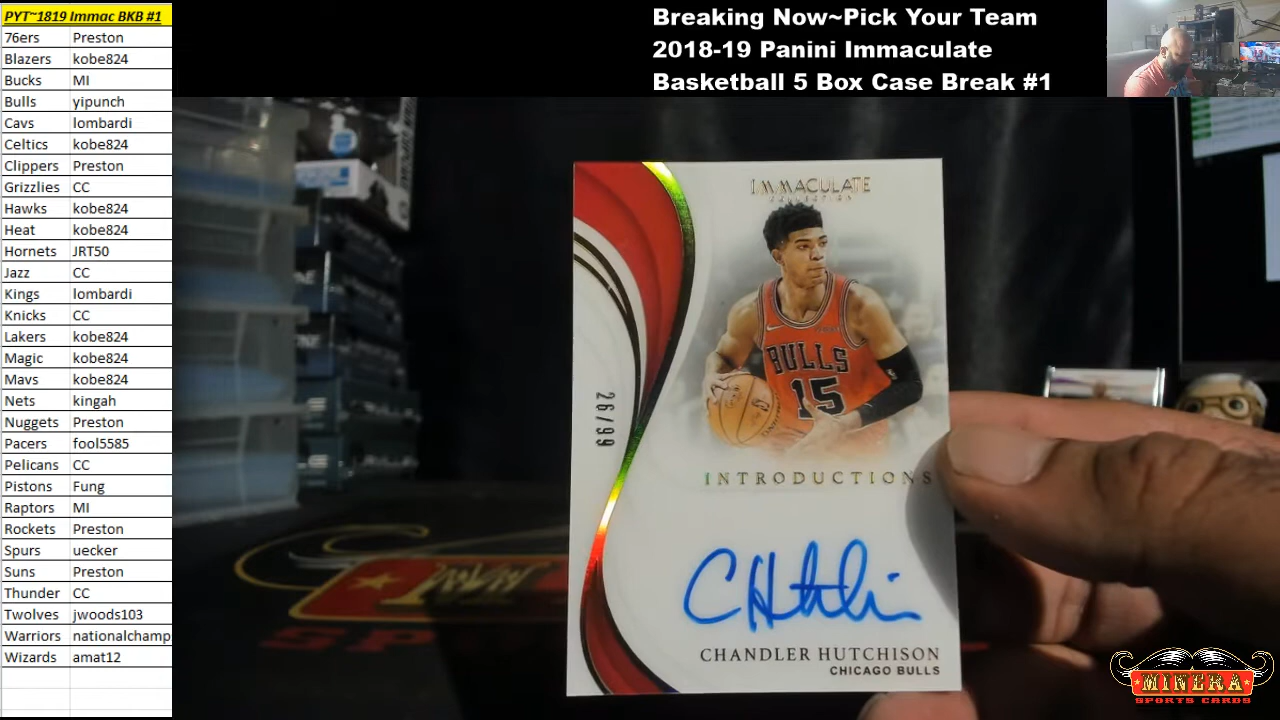 PYT~1819 Immac BKB #1
76ers Preston
Blazers kobe824
Bucks MI
Bulls yipunch
Cavs lombardi
Celtics kobe824
Clippers Preston
Grizzlies CC
Hawks kobe824
Heat kobe824
Hornets JRT50
Jazz CC
Kings lombardi
Knicks CC
Lakers kobe824
Magic kobe824
Mavs kobe824
Nets kingah
Nuggets Preston
Pacers fool5585
Pelicans CC
Pistons Fung
Raptors MI
Rockets Preston
Spurs uecker
Suns Preston
Thunder CC
Twolves jwoods103
Warriors nationalchamp
Wizards amat12
Breaking Now~Pick Your Team
2018-19 Panini Immaculate
Basketball 5 Box Case Break #1
IMMACULATE
COLLECTION
BULLS
15
26/99
INTRODUCTIONS
CHANDLER HUTCHISON
CHICAGO BULLS
MINERA
SPORTS CARDS